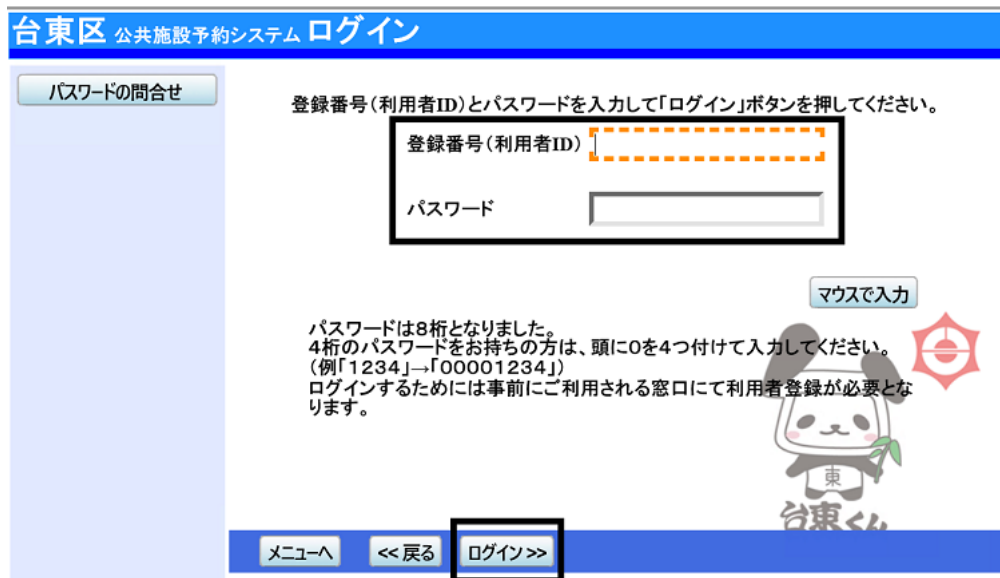 台東区 公共施設予約システム ログイン
パスワードの問合せ
登録番号(利用者ID)とパスワードを入力して「ログイン」ボタンを押してください。
登録番号(利用者ID)
パスワード
マウスで入力
パスワードは8桁となりました。
4桁のパスワードをお持ちの方は、頭に0を4つ付けて入力してください。
(例「1234」→「00001234」)
ログインするためには事前にご利用される窓口にて利用者登録が必要とな
ります。
東
台東くん
メニューへ
<< 戻る
ログイン >>